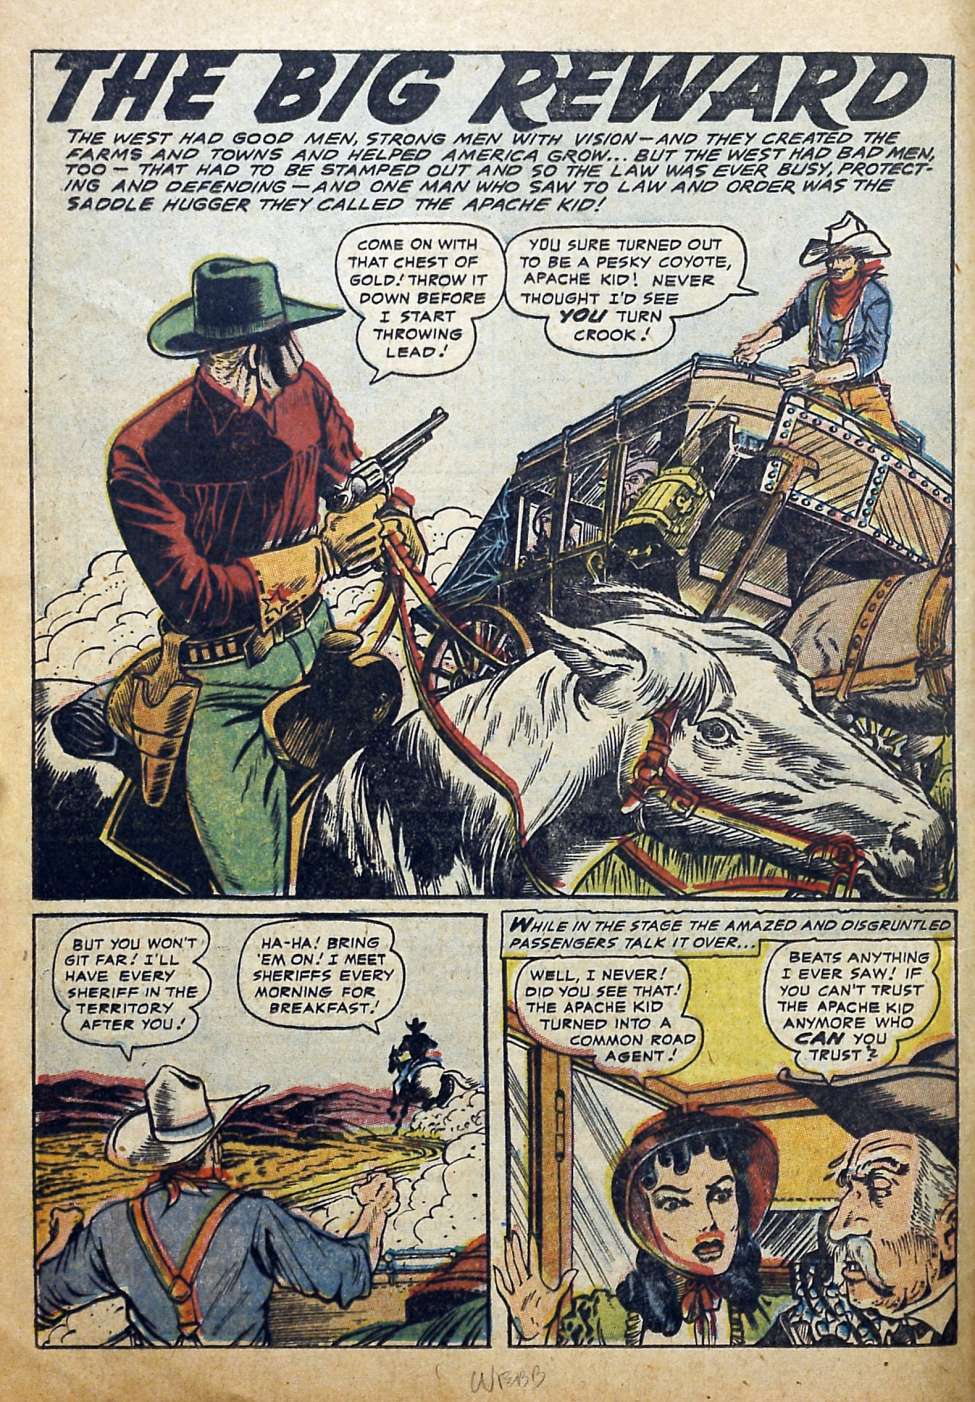 THE BIG REWARD
THE WEST HAD GOOD MEN, STRONG MEN WITH VISION—AND THEY CREATED THE
FARMS AND TOWNS AND HELPED AMERICA GROW... BUT THE WEST HAD BAD MEN,
TOO — THAT HAD TO BE STAMPED OUT AND SO THE LAW WAS EVER BUSY, PROTECT-
ING AND DEFENDING—AND ONE MAN WHO SAW TO LAW AND ORDER WAS THE
SADDLE HUGGER THEY CALLED THE APACHE KID!
COME ON WITH
THAT CHEST OF
GOLD! THROW IT
DOWN BEFORE
I START
THROWING
LEAD!
YOU SURE TURNED OUT
TO BE A PESKY COYOTE,
APACHE KID! NEVER
THOUGHT I'D SEE
YOU TURN
CROOK!
BUT YOU WON'T
GIT FAR! I'LL
HAVE EVERY
SHERIFF IN THE
TERRITORY
AFTER YOU!
HA-HA! BRING
'EM ON! I MEET
SHERIFFS EVERY
MORNING FOR
BREAKFAST!
WHILE IN THE STAGE THE AMAZED AND DISGRUNTLED
PASSENGERS TALK IT OVER...
WELL, I NEVER!
DID YOU SEE THAT!
THE APACHE KID
TURNED INTO A
COMMON ROAD
AGENT!
BEATS ANYTHING
I EVER SAW! IF
YOU CAN'T TRUST
THE APACHE KID
ANYMORE WHO
CAN YOU
TRUST?
WEBB